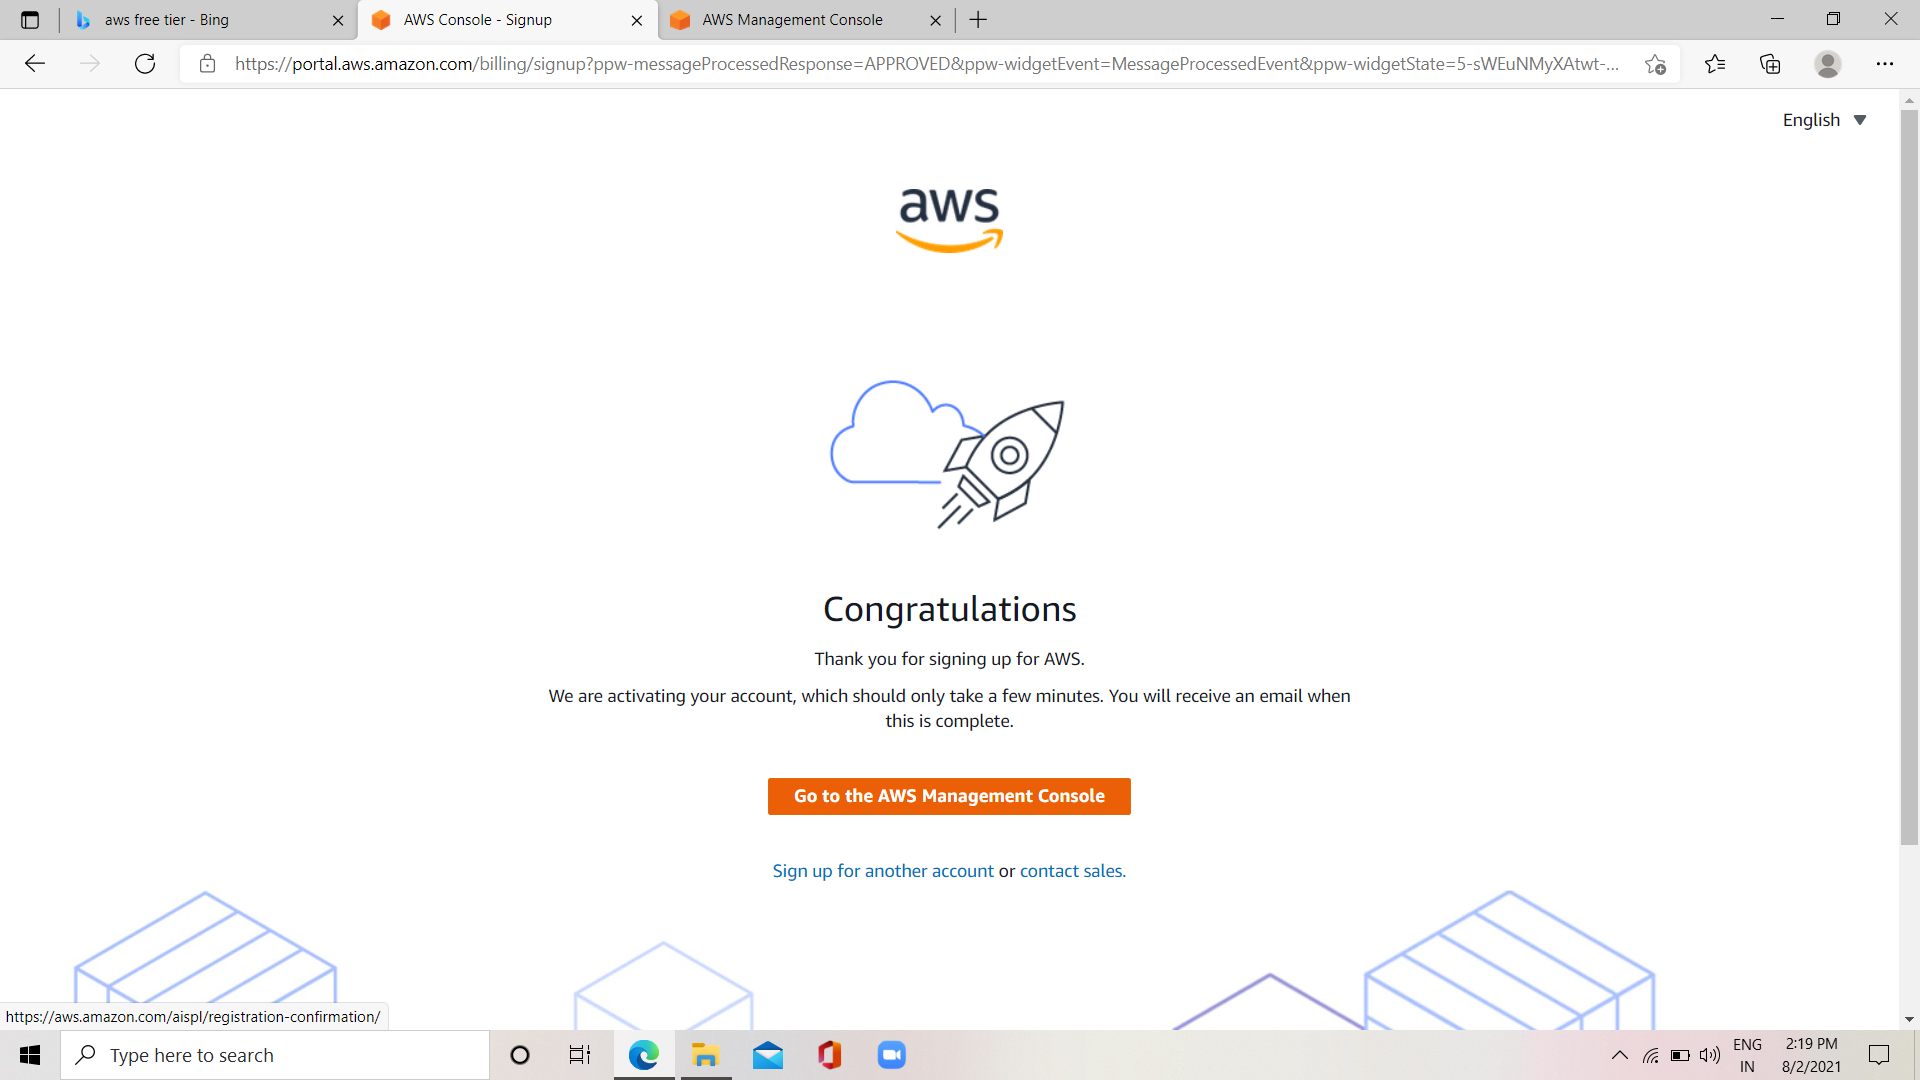 aws free tier - Bing
AWS Console - Signup
AWS Management Console
https://portal.aws.amazon.com/billing/signup?ppw-messageProcessedResponse=APPROVED&ppw-widgetEvent=MessageProcessedEvent&ppw-widgetState=5-sWEuNMyXAtwt-...
English
aws
Congratulations
Thank you for signing up for AWS.
We are activating your account, which should only take a few minutes. You will receive an email when
this is complete.
Go to the AWS Management Console
Sign up for another account or contact sales.
https://aws.amazon.com/aispl/registration-confirmation/
Type here to search
ENG
IN
2:19 PM
8/2/2021